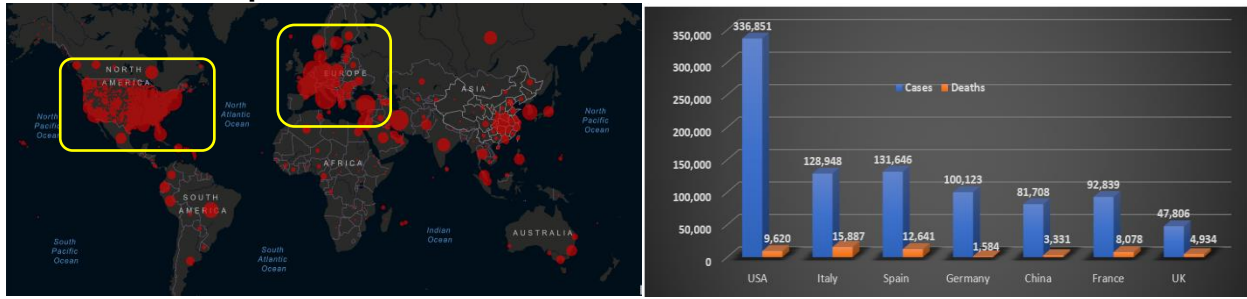 NORTH
AMERICA
EUROPE
ASIA
North
Pacific
Ocean
North
Atlantic
Ocean
North
Pacific
Ocean
AFRICA
SOUTH
AMERICA
Indian
Ocean
AUSTRALIA
South
Pacific
Ocean
South
Atlantic
Ocean
336,851
350,000
300,000
Cases Deaths
250,000
200,000
150,000
128,948
131,646
100,123
92,839
100,000
81,708
47,806
50,000
9,620
15,887
12,641
1,584
3,331
8,078
4,934
0
USA
Italy
Spain
Germany
China
France
UK